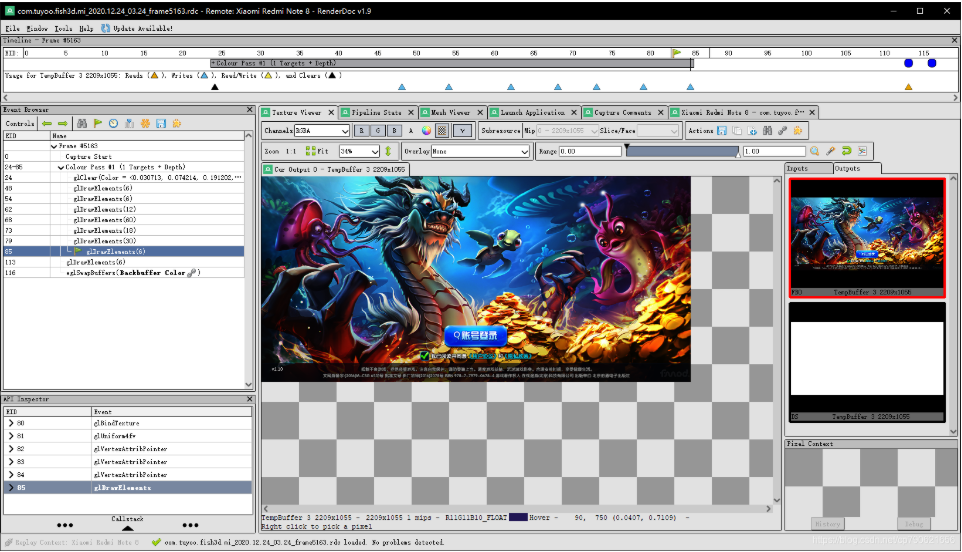 com.tuyoo.fish3d.mi_2020.12.24_03.24_frame5163.rdc - Remote: Xiaomi Redmi Note 8 - RenderDoc v1.9
File Window Tools Help Update Available!
Timeline - Frame #5163
EID: 0 5 10 15 20 25 30 35 40 45 50 55 60 65 70 75 80 85 90 95 100 105 110 115
+Colour Pass #1 (1 Targets + Depth)
Usage for TempBuffer 3 2209x1055: Reads ( ), Writes ( ), Read/Write ( ), and Clears ( )
Event Browser
Controls
EID Name
Frame #5163
0 Capture Start
24-85 Colour Pass #1 (1 Targets + Depth)
24 glClear(Color = <0.030713, 0.074214, 0.191202,···
48 glDrawElements(6)
54 glDrawElements(6)
62 glDrawElements(12)
68 glDrawElements(60)
73 glDrawElements(18)
79 glDrawElements(30)
85 glDrawElements(6)
113 glDrawElements(6)
116 eglSwapBuffers(Backbuffer Color )
API Inspector
EID Event
80 glBindTexture
81 glUniform4fv
82 glVertexAttribPointer
83 glVertexAttribPointer
84 glVertexAttribPointer
85 glDrawElements
Callstack
Texture Viewer Pipeline State Mesh Viewer Launch Application Capture Comments Xiaomi Redmi Note 8 - com.tuyoo.f···
Channels RGBA R G B A Subresource Mip 0 - 2209x1055 Slice/Face Actions
Zoom 1:1 Fit 34% Overlay None Range 0.00 1.00
Cur Output 0 - TempBuffer 3 2209x1055
账号登录
v1.10
TempBuffer 3 2209x1055 - 2209x1055 1 mips - R11G11B10_FLOAT Hover - 90, 750 (0.0407, 0.7109) -
Right click to pick a pixel
Inputs Outputs
FBO TempBuffer 3 2209x1055
DS TempBuffer 3 2209x1055
Pixel Context
History Debug
Replay Context: Xiaomi Redmi Note 8 com.tuyoo.fish3d.mi_2020.12.24_03.24_frame5163.rdc loaded. No problems detected.